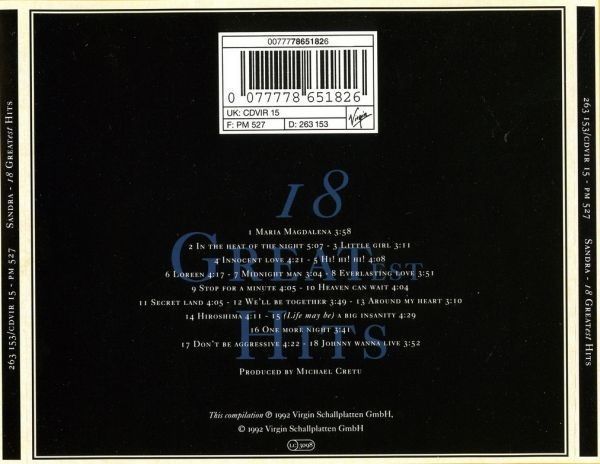 0077778651826
0 077778 651826
UK: CDVIR 15
F: PM 527 D: 263 153
Virgin
18
GREATEST
HITS
1 MARIA MAGDALENA 3:58
2 IN THE HEAT OF THE NIGHT 5:07 - 3 LITTLE GIRL 3:11
4 INNOCENT LOVE 4:21 - 5 HI! HI! HI! 4:08
6 LOREEN 4:17 - 7 MIDNIGHT MAN 5:04 - 8 EVERLASTING LOVE 3:51
9 STOP FOR A MINUTE 4:05 - 10 HEAVEN CAN WAIT 4:04
11 SECRET LAND 4:05 - 12 WE'LL BE TOGETHER 3:49 - 13 AROUND MY HEART 3:10
14 HIROSHIMA 4:11 - 15 (Life may be) A BIG INSANITY 4:29
16 ONE MORE NIGHT 3:41
17 DON'T BE AGGRESSIVE 4:22 - 18 JOHNNY WANNA LIVE 3:52
PRODUCED BY MICHAEL CRETU
This compilation ℗ 1992 VIRGIN SCHALLPLATTEN GMBH,
© 1992 VIRGIN SCHALLPLATTEN GMBH
LC 3098
263 153/CDVIR 15 - PM 527 SANDRA - 18 GREATEST HITS
263 153/CDVIR 15 - PM 527 SANDRA - 18 GREATEST HITS